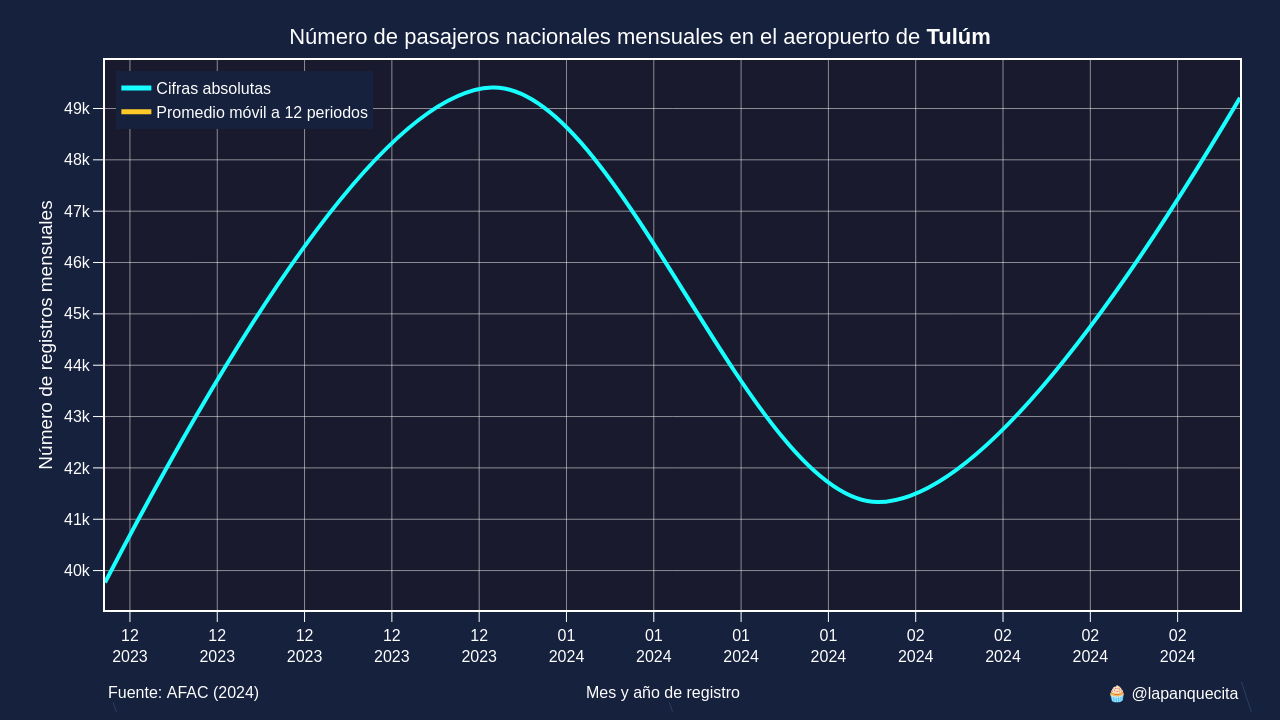 Número de pasajeros nacionales mensuales en el aeropuerto de Tulúm
Cifras absolutas
Promedio móvil a 12 periodos
Número de registros mensuales
49k
48k
47k
46k
45k
44k
43k
42k
41k
40k
12 12 12 12 12 01 01 01 01 02 02 02 02
2023 2023 2023 2023 2023 2024 2024 2024 2024 2024 2024 2024 2024
Fuente: AFAC (2024) Mes y año de registro 🧁 @lapanquecita